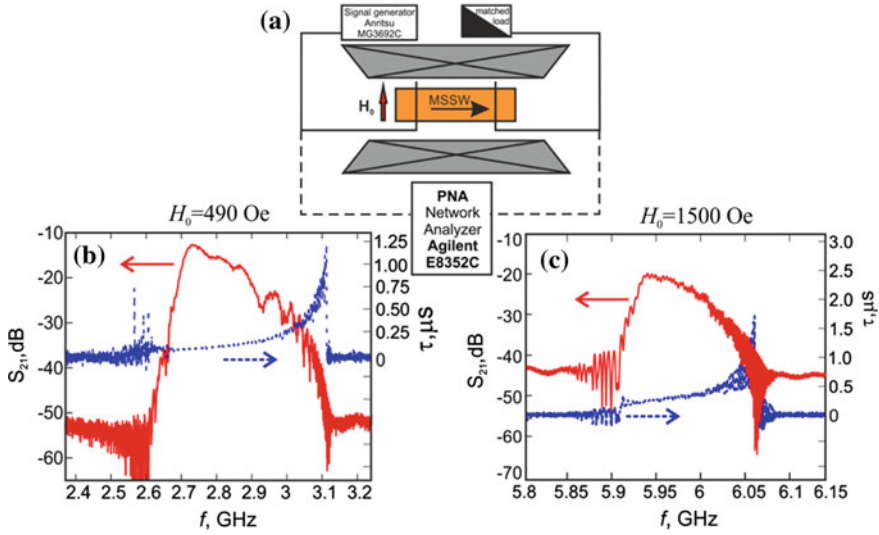 (a)
Signal generator
Anritsu
MG3692C
matched
load
H₀
MSSW
PNA
Network
Analyzer
Agilent
E8352C
H₀=490 Oe
(b)
S₂₁,dB
-10
-20
-30
-40
-50
-60
1.25
1.00
0.75
0.50
0.25
0
τ,μs
2.4 2.5 2.6 2.7 2.8 2.9 3 3.1 3.2
f, GHz
H₀=1500 Oe
(c)
S₂₁,dB
-10
-20
-30
-40
-50
-60
-70
3.0
2.5
2.0
1.5
1.0
0.5
0
τ,μs
5.8 5.85 5.9 5.95 6 6.05 6.1 6.15
f, GHz